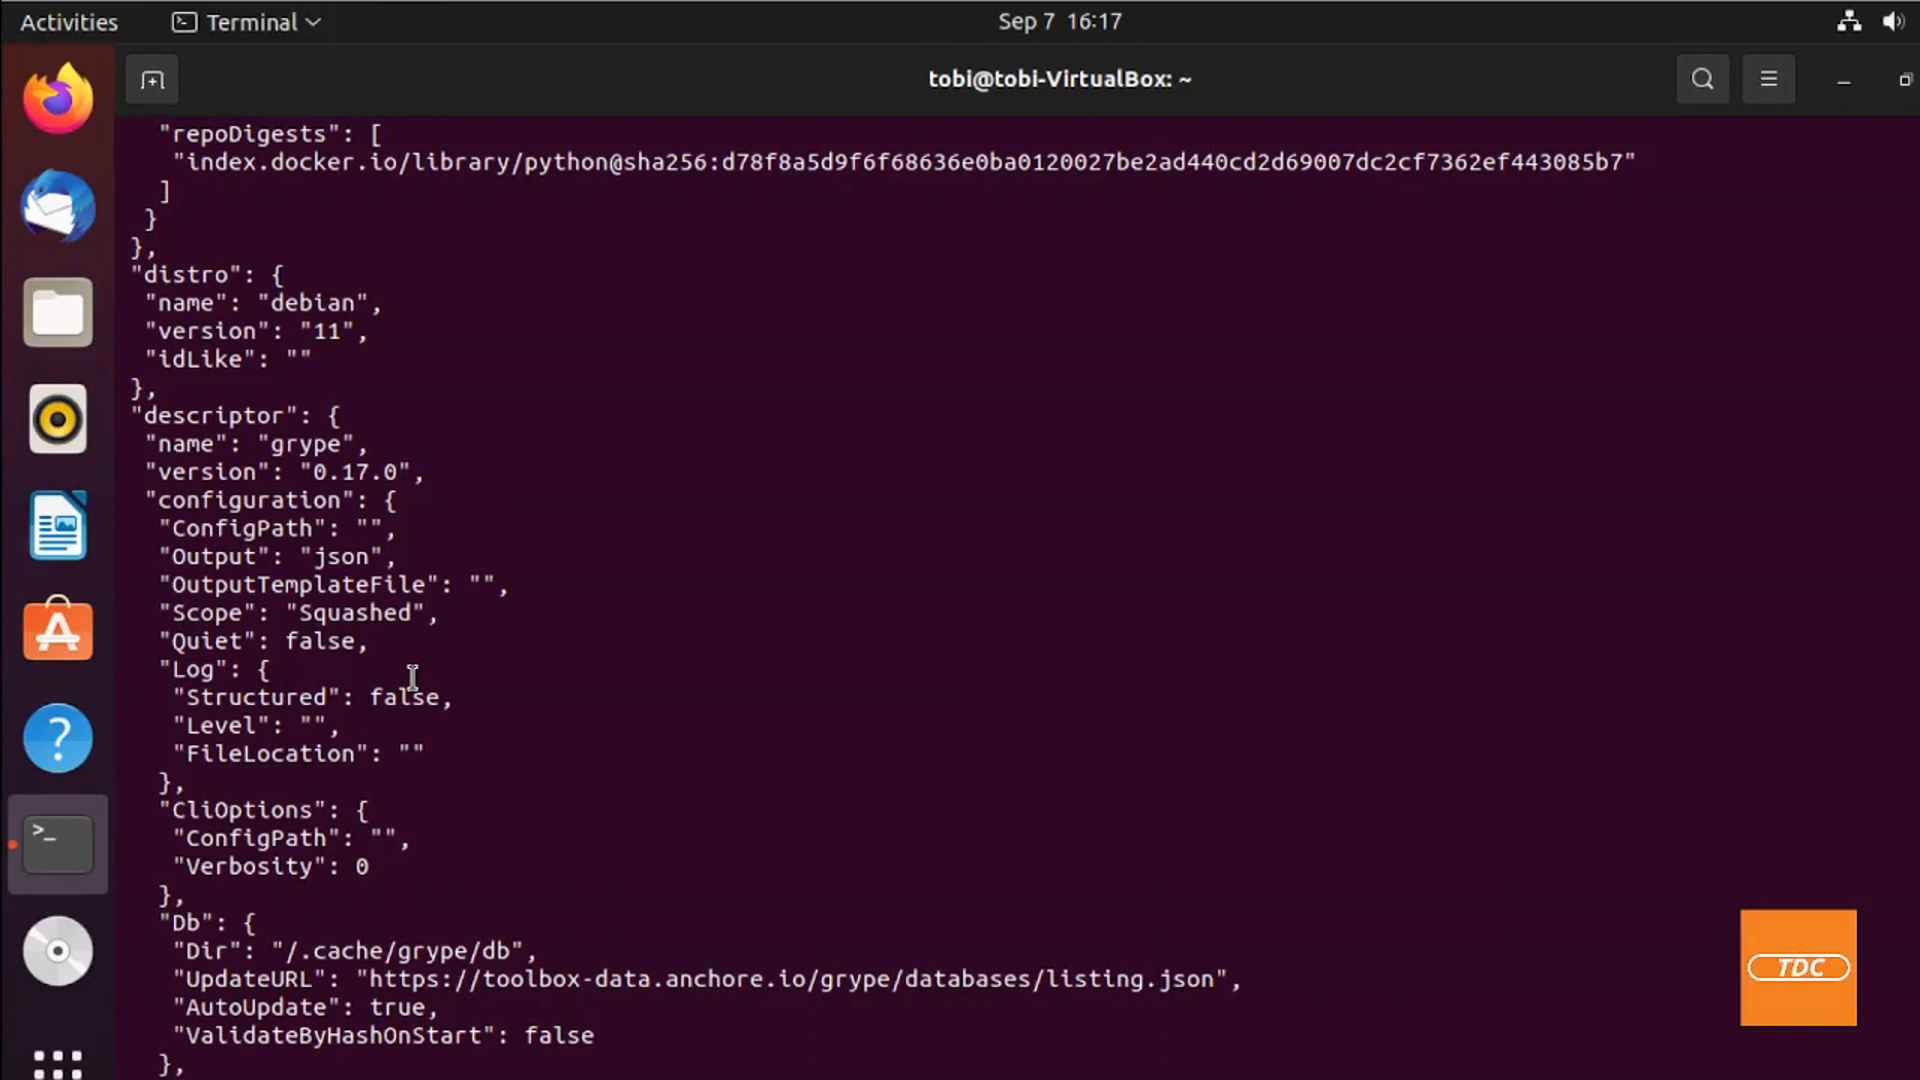 Activities
Terminal
Sep 7 16:17
tobi@tobi-VirtualBox: ~
"repoDigests": [
"index.docker.io/library/python@sha256:d78f8a5d9f6f68636e0ba0120027be2ad440cd2d69007dc2cf7362ef443085b7"
]
}
},
"distro": {
"name": "debian",
"version": "11",
"idLike": ""
},
"descriptor": {
"name": "grype",
"version": "0.17.0",
"configuration": {
"ConfigPath": "",
"Output": "json",
"OutputTemplateFile": "",
"Scope": "Squashed",
"Quiet": false,
"Log": {
"Structured": false,
"Level": "",
"FileLocation": ""
},
"CliOptions": {
"ConfigPath": "",
"Verbosity": 0
},
"Db": {
"Dir": "/.cache/grype/db",
"UpdateURL": "https://toolbox-data.anchore.io/grype/databases/listing.json",
"AutoUpdate": true,
"ValidateByHashOnStart": false
},
TDC